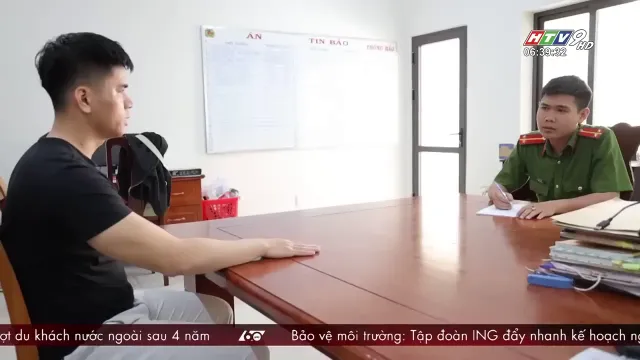 HTV9 HD
06:39:32
ÁN TIN BÁO
ợt du khách nước ngoài sau 4 năm 60 Bảo vệ môi trường: Tập đoàn ING đẩy nhanh kế hoạch n